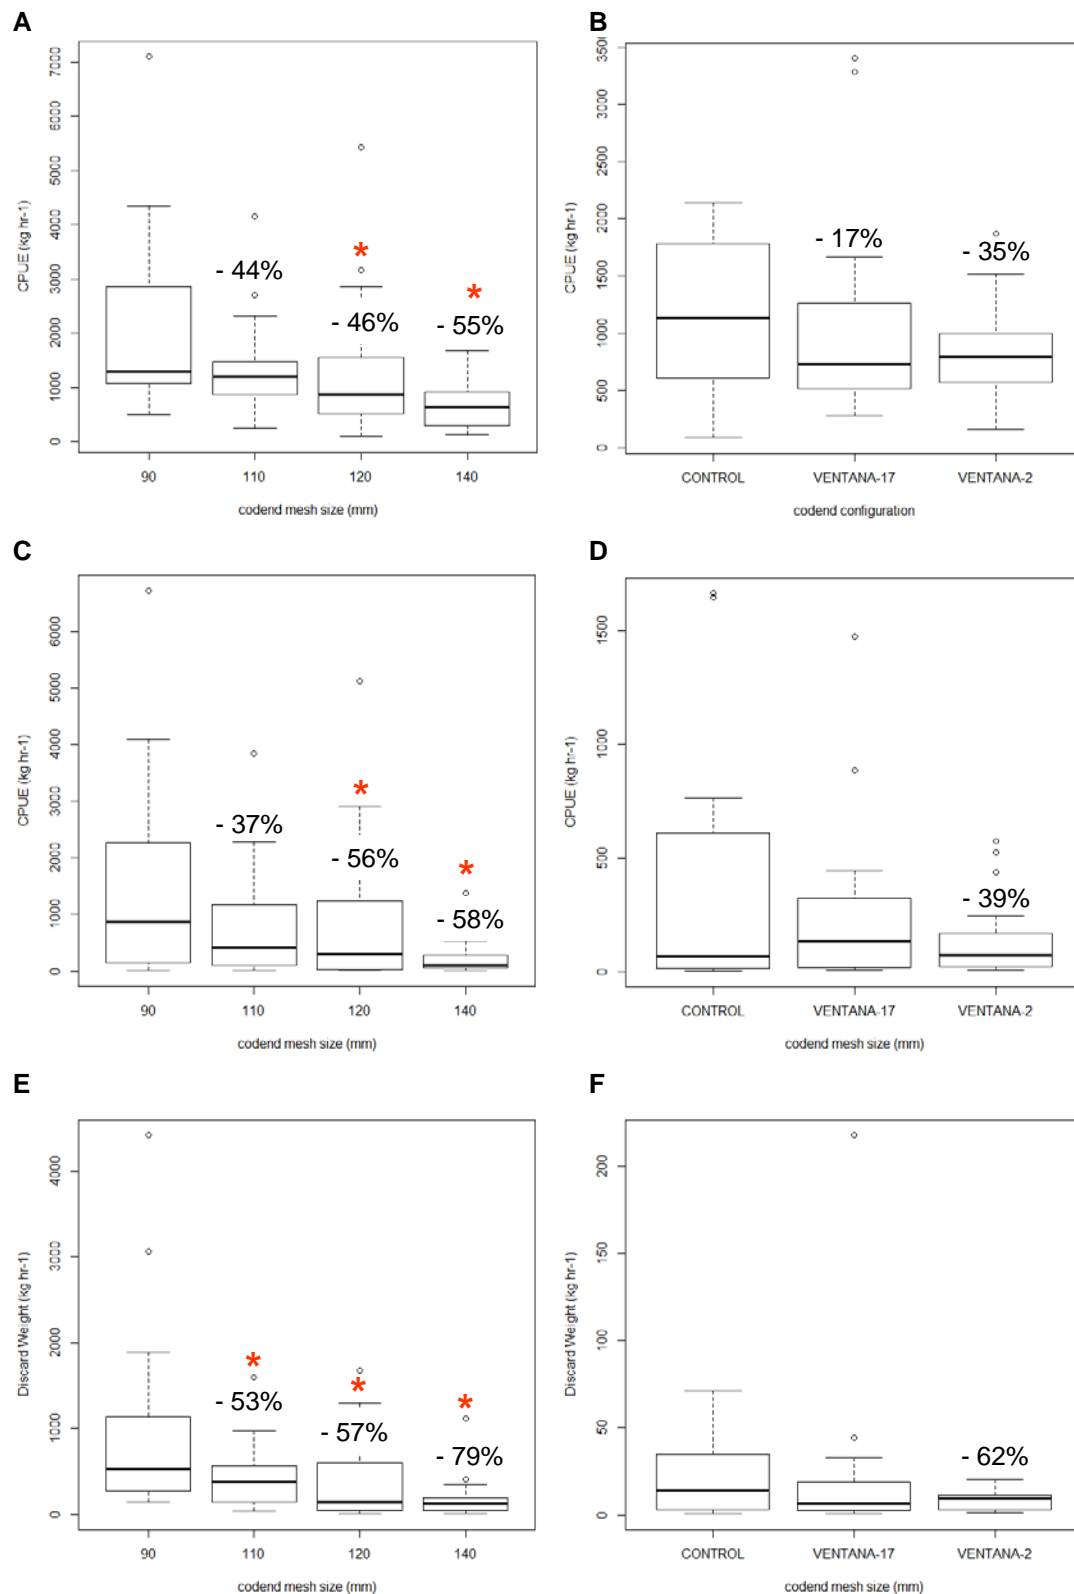 A
CPUE (kg hr-1)
7000
6000
5000
4000
3000
2000
1000
0
- 44%
*
- 46%
*
- 55%
90 110 120 140
codend mesh size (mm)
B
CPUE (kg hr-1)
3500
3000
2500
2000
1500
1000
500
0
- 17%
- 35%
CONTROL VENTANA-17 VENTANA-2
codend configuration
C
CPUE (kg hr-1)
6000
5000
4000
3000
2000
1000
0
- 37%
*
- 56%
*
- 58%
90 110 120 140
codend mesh size (mm)
D
CPUE (kg hr-1)
1500
1000
500
0
- 39%
CONTROL VENTANA-17 VENTANA-2
codend mesh size (mm)
E
Discard Weight (kg hr-1)
4000
3000
2000
1000
0
*
- 53%
*
- 57%
*
- 79%
90 110 120 140
codend mesh size (mm)
F
Discard Weight (kg hr-1)
200
150
100
50
0
- 62%
CONTROL VENTANA-17 VENTANA-2
codend mesh size (mm)